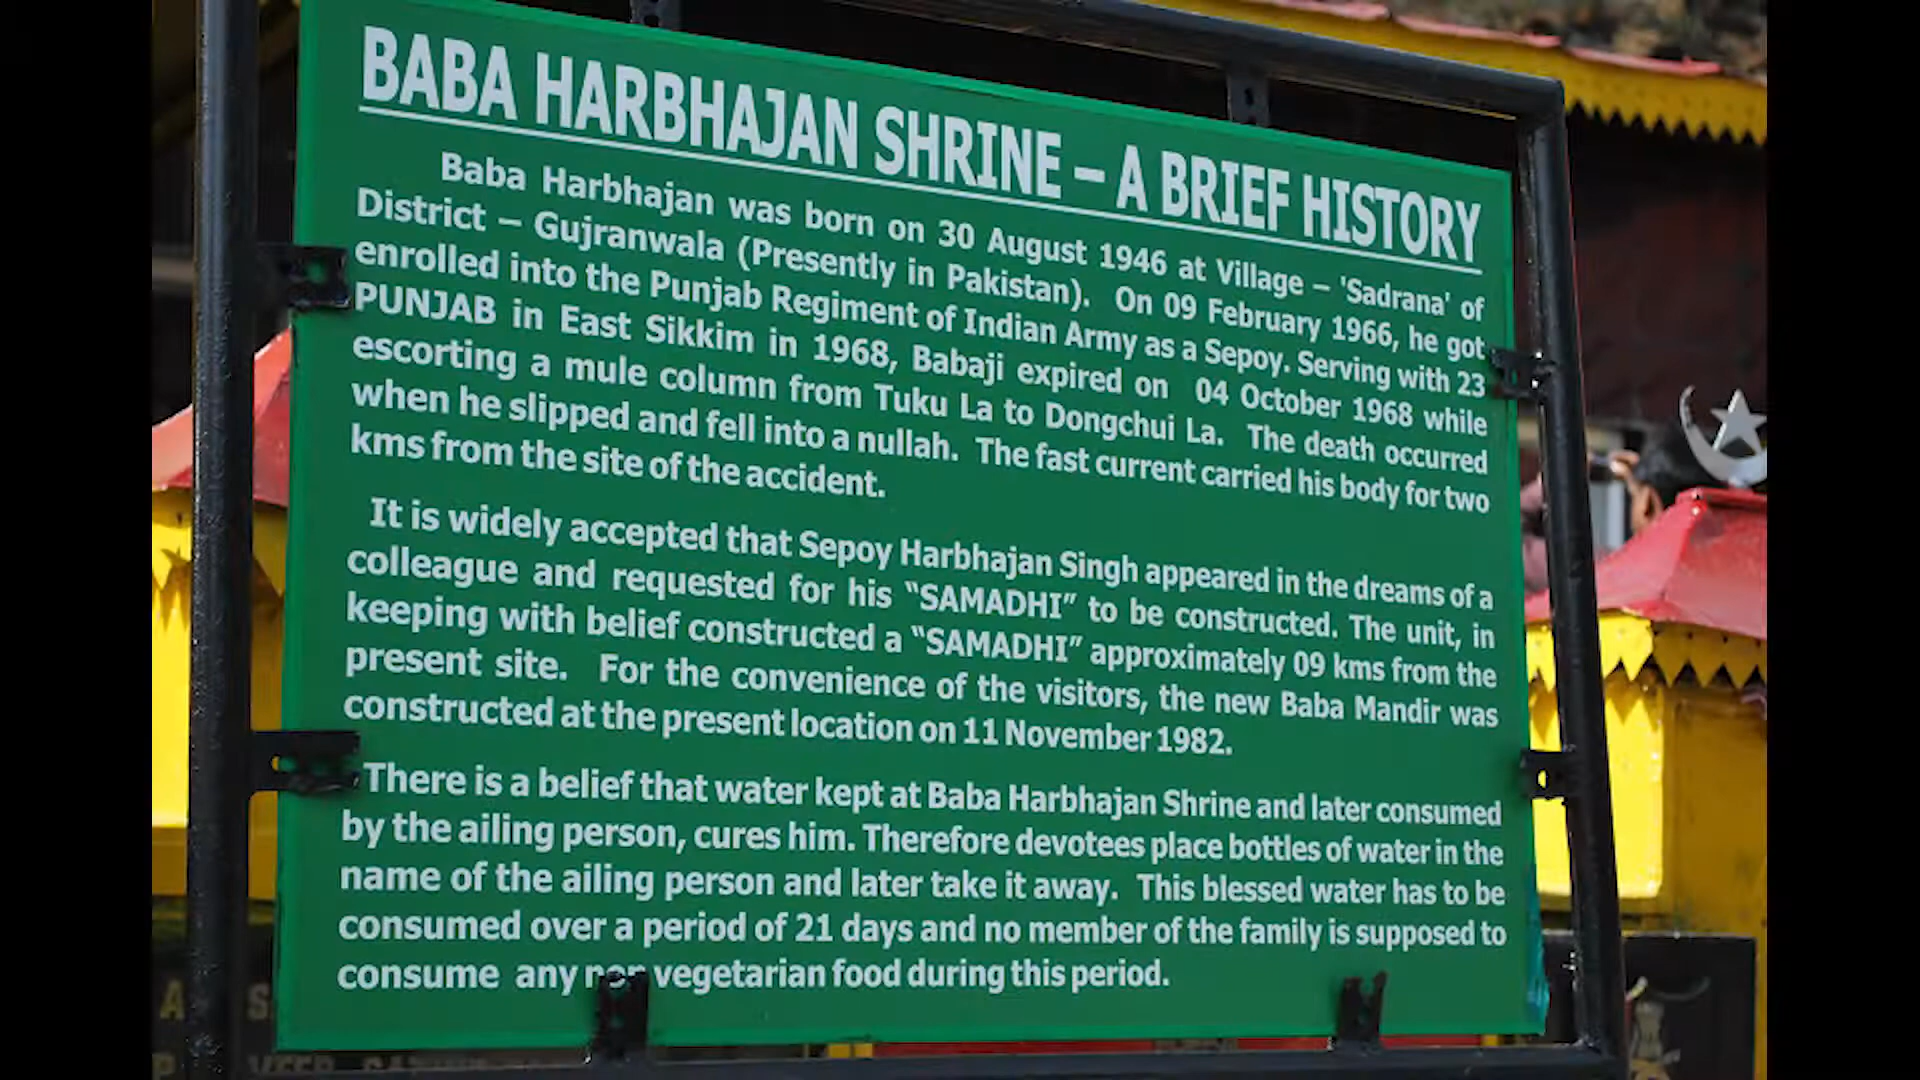 BABA HARBHAJAN SHRINE – A BRIEF HISTORY
Baba Harbhajan was born on 30 August 1946 at Village – 'Sadrana' of
District – Gujranwala (Presently in Pakistan). On 09 February 1966, he got
enrolled into the Punjab Regiment of Indian Army as a Sepoy. Serving with 23
PUNJAB in East Sikkim in 1968, Babaji expired on 04 October 1968 while
escorting a mule column from Tuku La to Dongchui La. The death occurred
when he slipped and fell into a nullah. The fast current carried his body for two
kms from the site of the accident.
It is widely accepted that Sepoy Harbhajan Singh appeared in the dreams of a
colleague and requested for his “SAMADHI” to be constructed. The unit, in
keeping with belief constructed a “SAMADHI” approximately 09 kms from the
present site. For the convenience of the visitors, the new Baba Mandir was
constructed at the present location on 11 November 1982.
There is a belief that water kept at Baba Harbhajan Shrine and later consumed
by the ailing person, cures him. Therefore devotees place bottles of water in the
name of the ailing person and later take it away. This blessed water has to be
consumed over a period of 21 days and no member of the family is supposed to
consume any non vegetarian food during this period.